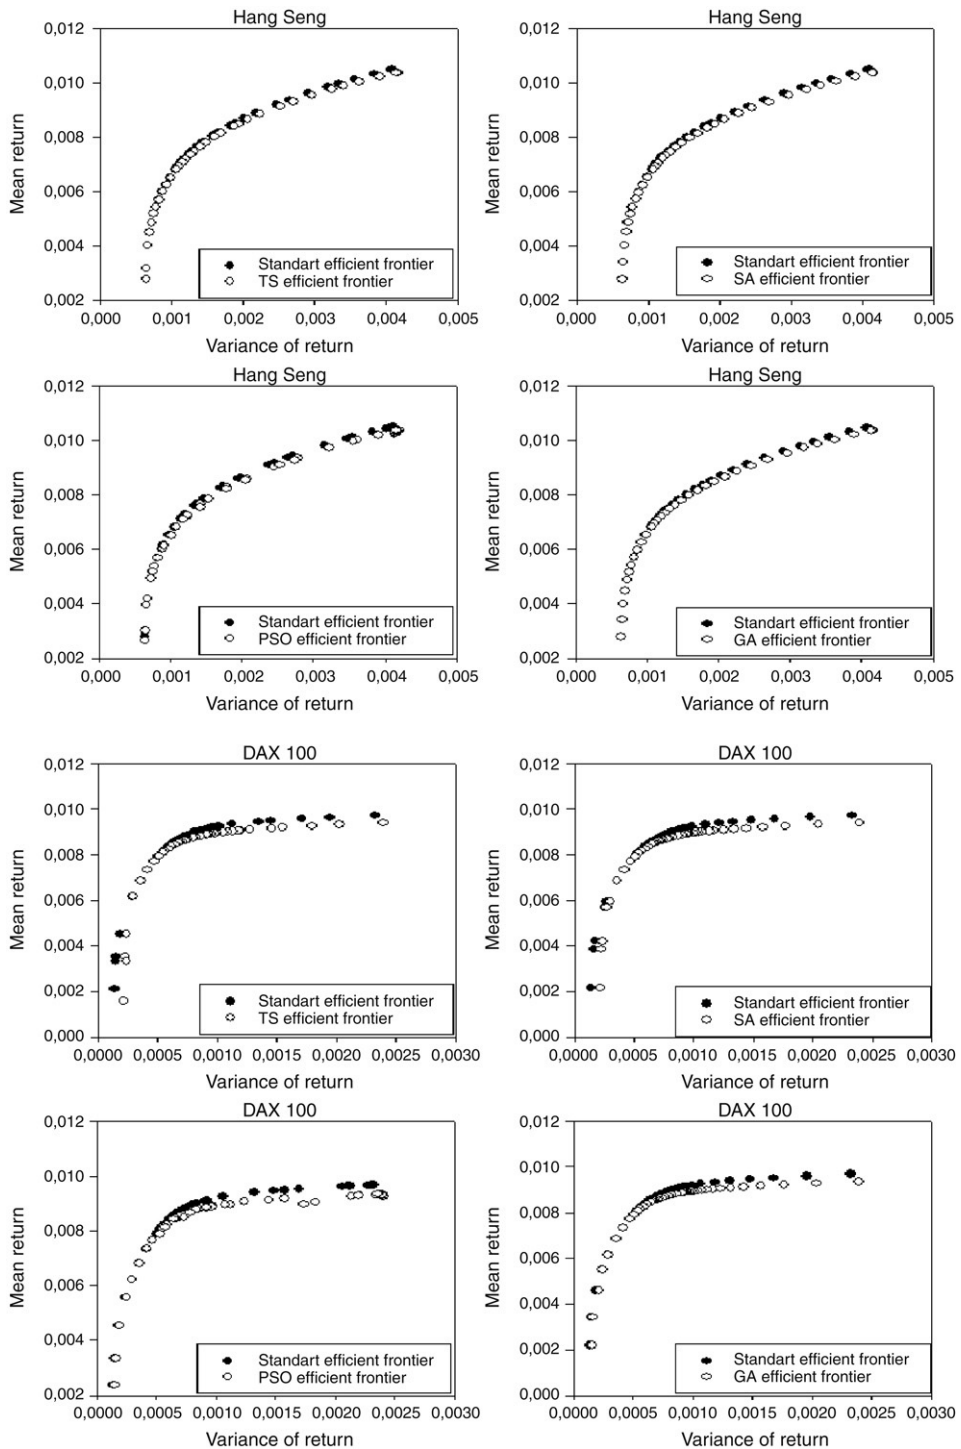 Hang Seng
0,012
0,010
0,008
0,006
0,004
0,002
Mean return
Standart efficient frontier
TS efficient frontier
0,000 0,001 0,002 0,003 0,004 0,005
Variance of return
Hang Seng
0,012
0,010
0,008
0,006
0,004
0,002
Mean return
Standart efficient frontier
SA efficient frontier
0,000 0,001 0,002 0,003 0,004 0,005
Variance of return
Hang Seng
0,012
0,010
0,008
0,006
0,004
0,002
Mean return
Standart efficient frontier
PSO efficient frontier
0,000 0,001 0,002 0,003 0,004 0,005
Variance of return
Hang Seng
0,012
0,010
0,008
0,006
0,004
0,002
Mean return
Standart efficient frontier
GA efficient frontier
0,000 0,001 0,002 0,003 0,004 0,005
Variance of return
DAX 100
0,012
0,010
0,008
0,006
0,004
0,002
0,000
Mean return
Standart efficient frontier
TS efficient frontier
0,0000 0,0005 0,0010 0,0015 0,0020 0,0025 0,0030
Variance of return
DAX 100
0,012
0,010
0,008
0,006
0,004
0,002
0,000
Mean return
Standart efficient frontier
SA efficient frontier
0,0000 0,0005 0,0010 0,0015 0,0020 0,0025 0,0030
Variance of return
DAX 100
0,012
0,010
0,008
0,006
0,004
0,002
Mean return
Standart efficient frontier
PSO efficient frontier
0,0000 0,0005 0,0010 0,0015 0,0020 0,0025 0,0030
Variance of return
DAX 100
0,012
0,010
0,008
0,006
0,004
0,002
0,000
Mean return
Standart efficient frontier
GA efficient frontier
0,0000 0,0005 0,0010 0,0015 0,0020 0,0025 0,0030
Variance of return